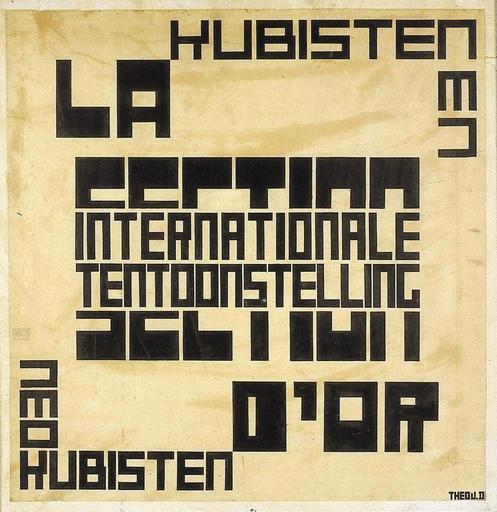 KUBISTEN
EN
LA
SECTION
INTERNATIONALE
TENTOONSTELLING
D'OR
NEO
KUBISTEN
THEO V.D